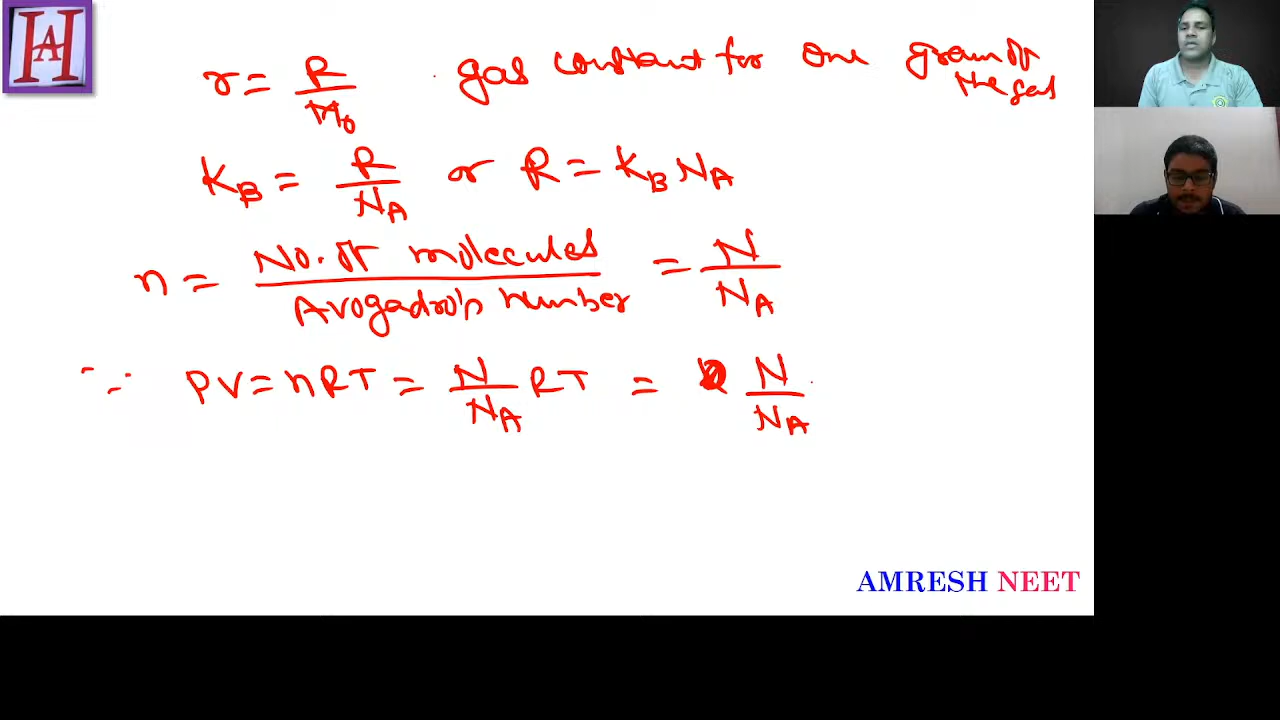 HA
r = R / M₀ . gas constant for one gram of the gas
K_B = R / N_A or R = K_B N_A
n = No. of molecules / Avogadro's number = N / N_A
∵ PV = nRT = N / N_A RT = N / N_A
AMRESH NEET